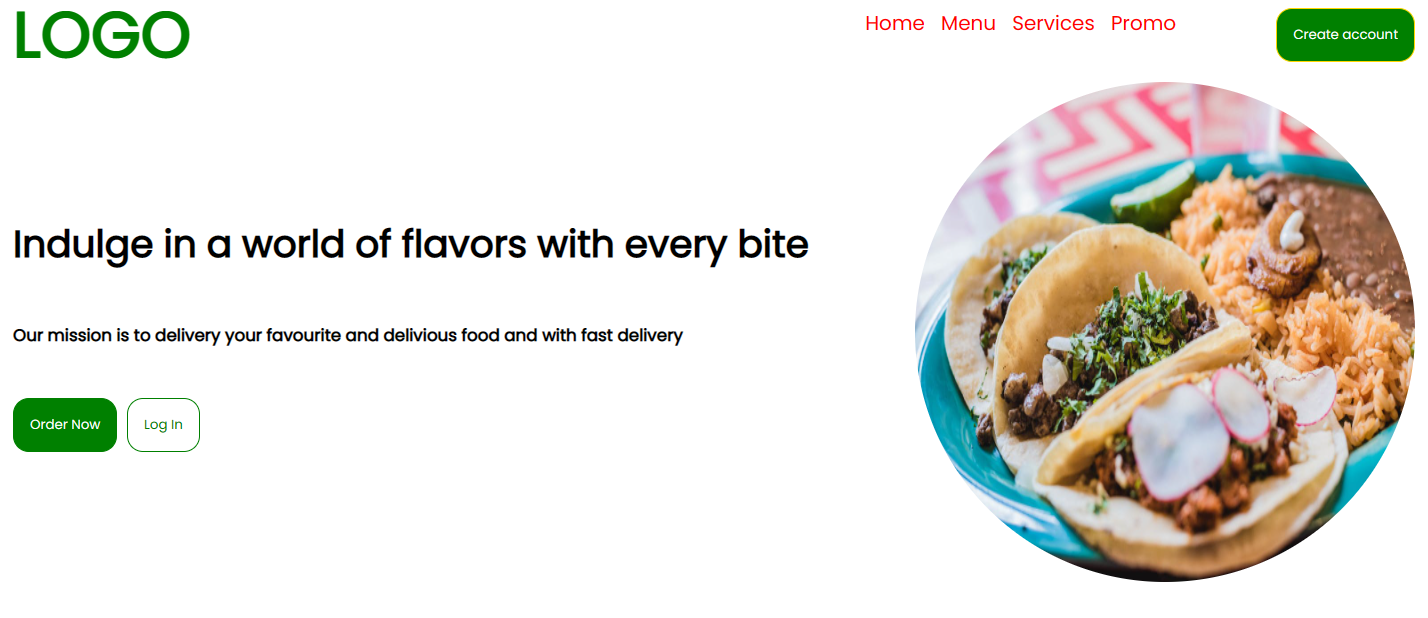 LOGO
Home Menu Services Promo
Create account
Indulge in a world of flavors with every bite
Our mission is to delivery your favourite and delivious food and with fast delivery
Order Now
Log In